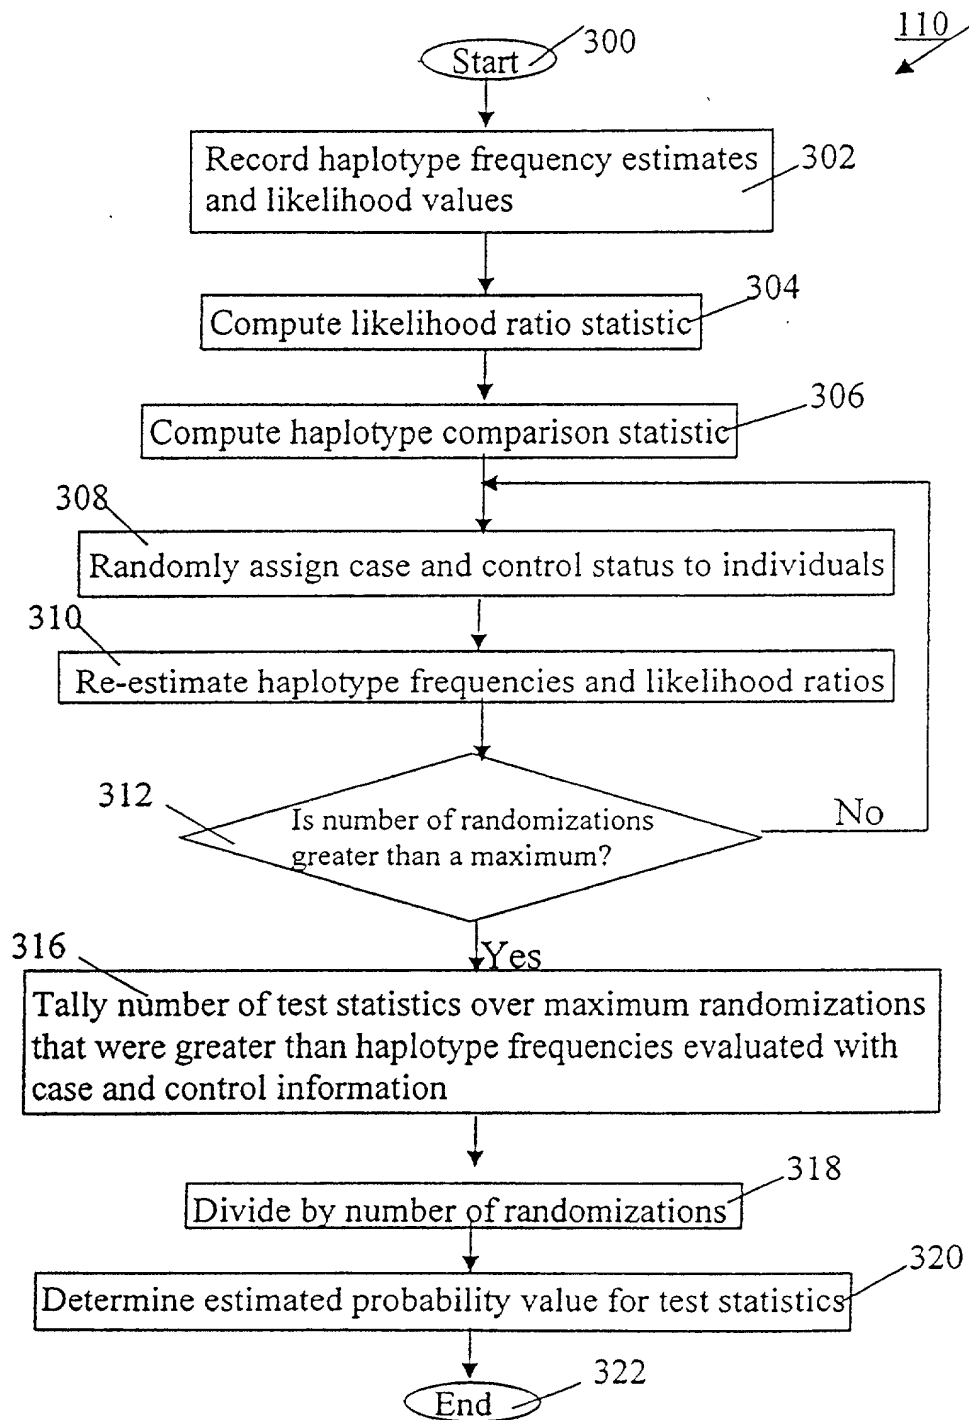 110
300
Start
Record haplotype frequency estimates
and likelihood values
302
304
Compute likelihood ratio statistic
306
Compute haplotype comparison statistic
308
Randomly assign case and control status to individuals
310
Re-estimate haplotype frequencies and likelihood ratios
312
Is number of randomizations
greater than a maximum?
No
Yes
316
Tally number of test statistics over maximum randomizations
that were greater than haplotype frequencies evaluated with
case and control information
318
Divide by number of randomizations
320
Determine estimated probability value for test statistics
322
End